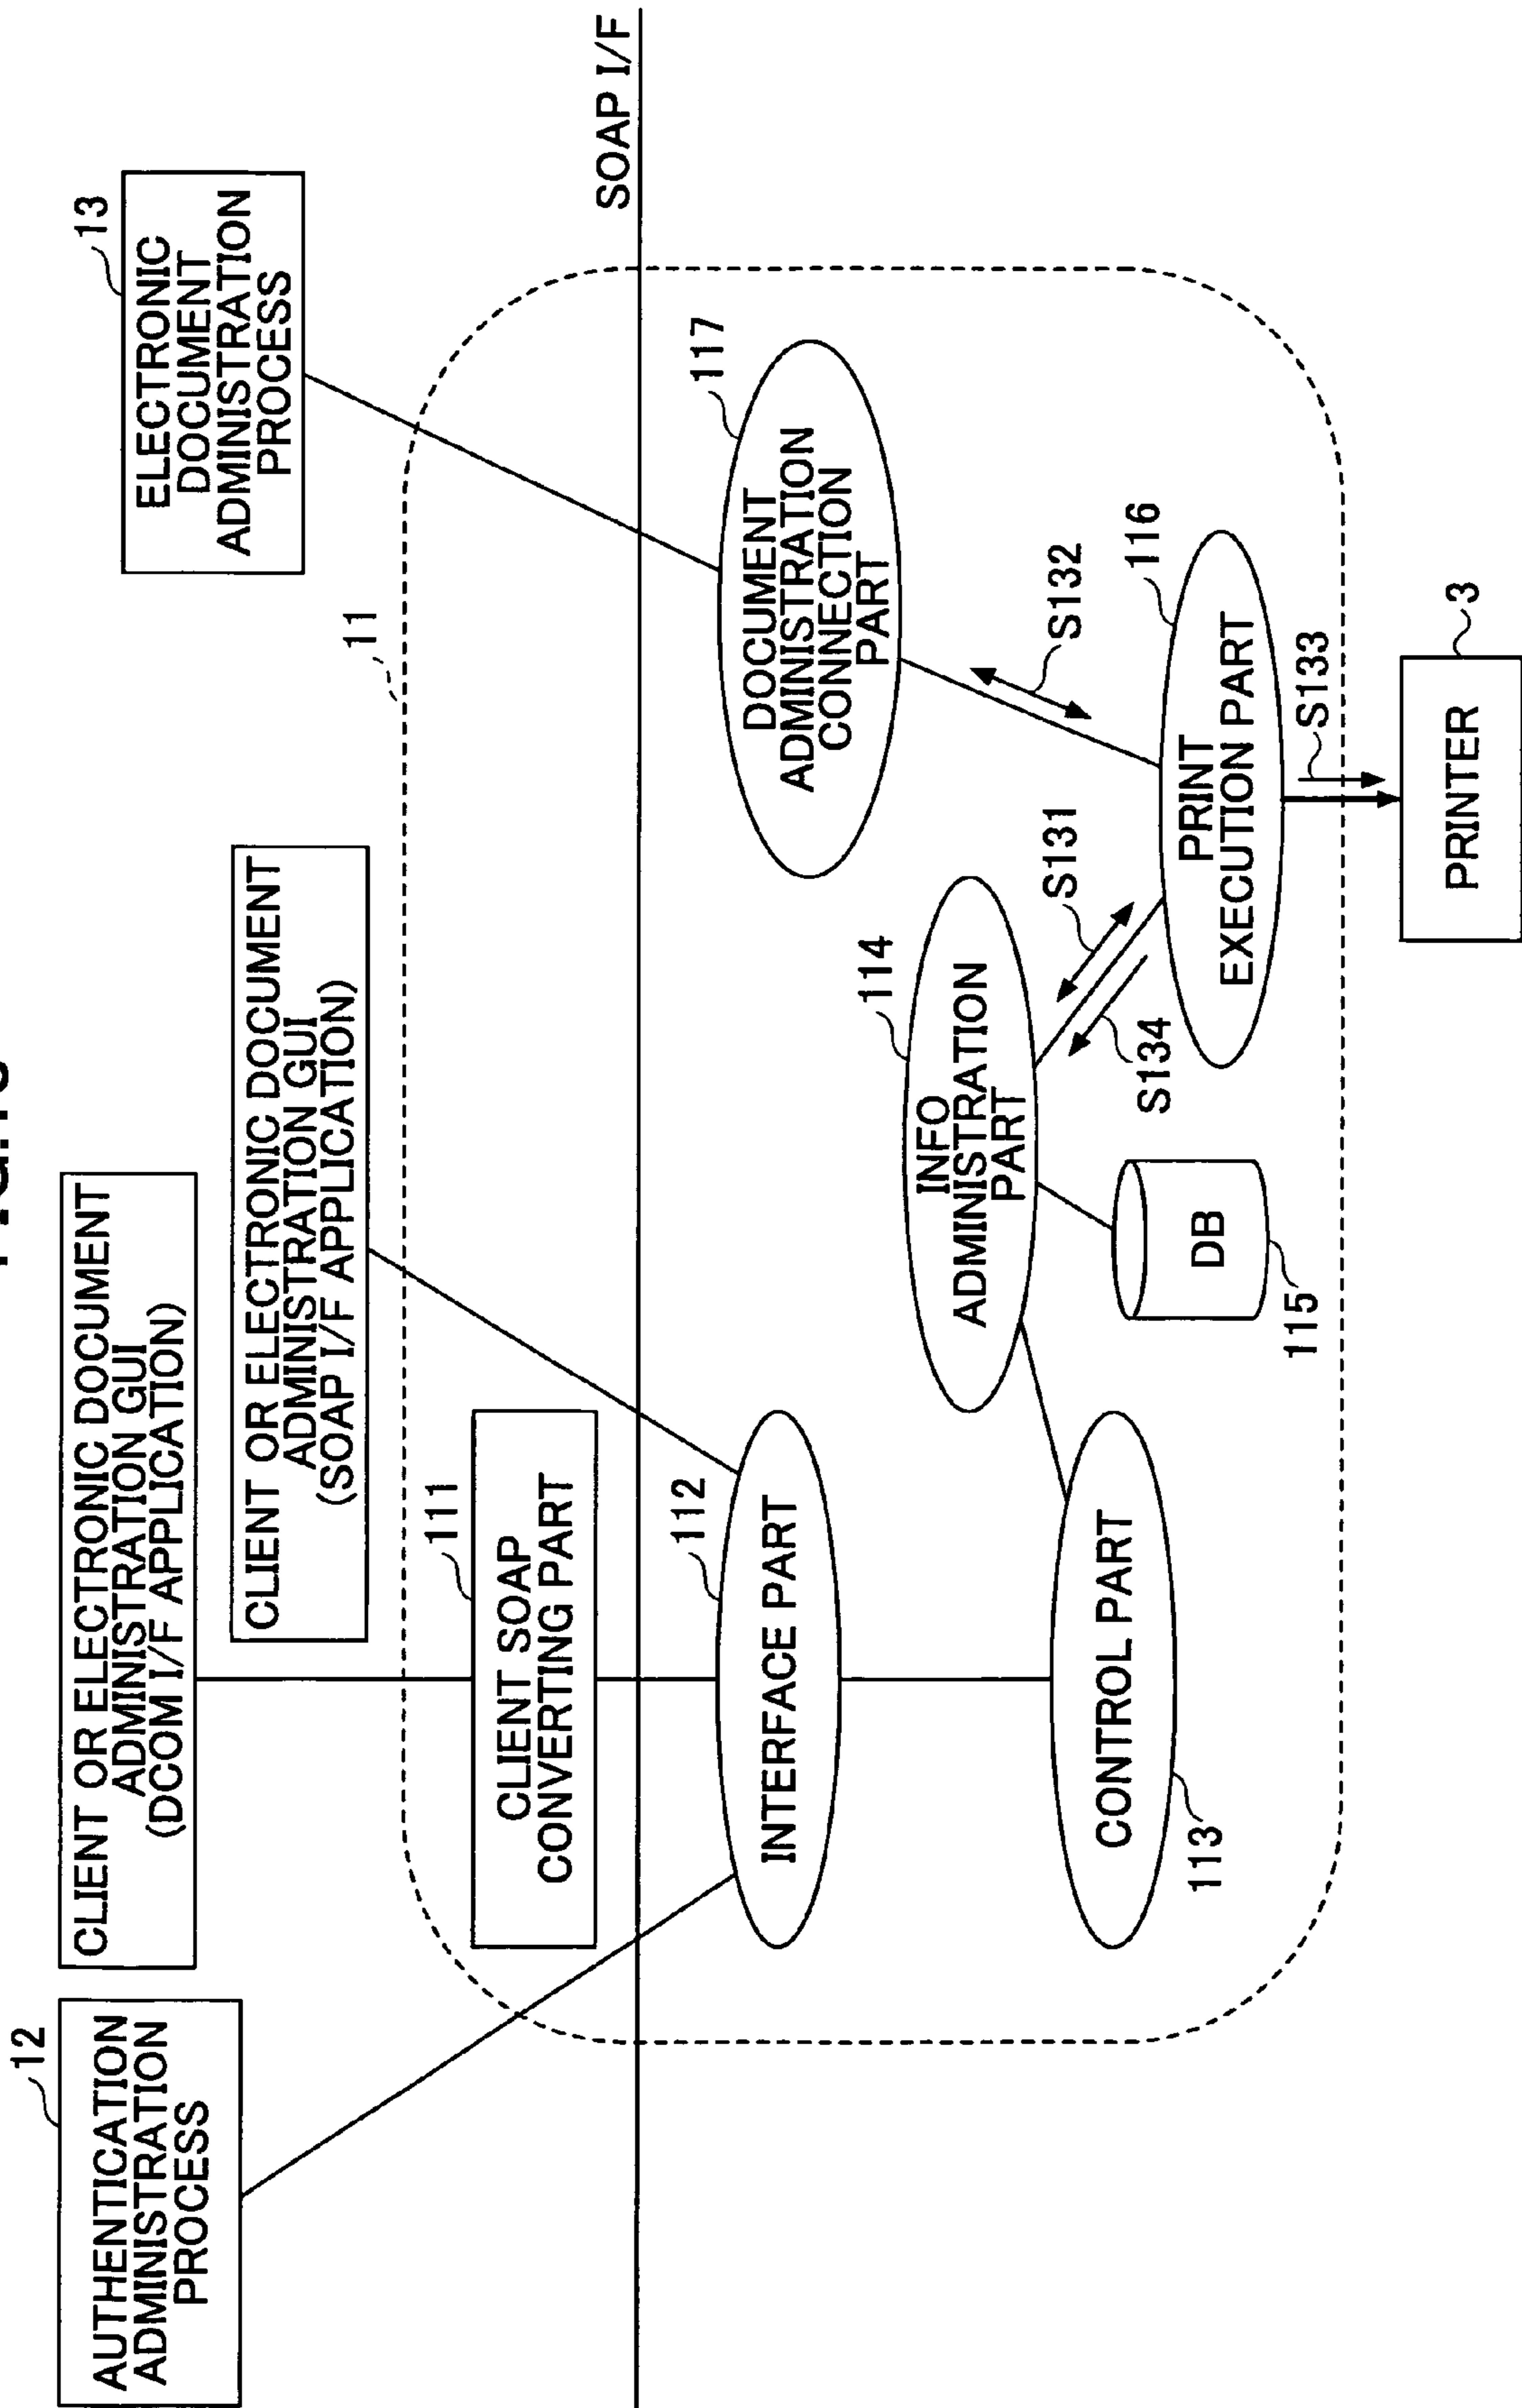 12
AUTHENTICATION
ADMINISTRATION
PROCESS
CLIENT OR ELECTRONIC DOCUMENT
ADMINISTRATION GUI
(DCOM I/F APPLICATION)
CLIENT OR ELECTRONIC DOCUMENT
ADMINISTRATION GUI
(SOAP I/F APPLICATION)
13
ELECTRONIC
DOCUMENT
ADMINISTRATION
PROCESS
11
111
CLIENT SOAP
CONVERTING PART
SOAP I/F
112
INTERFACE PART
117
DOCUMENT
ADMINISTRATION
CONNECTION
PART
114
INFO
ADMINISTRATION
PART
S131
S132
S134
116
PRINT
EXECUTION PART
113
CONTROL PART
DB
115
S133
3
PRINTER